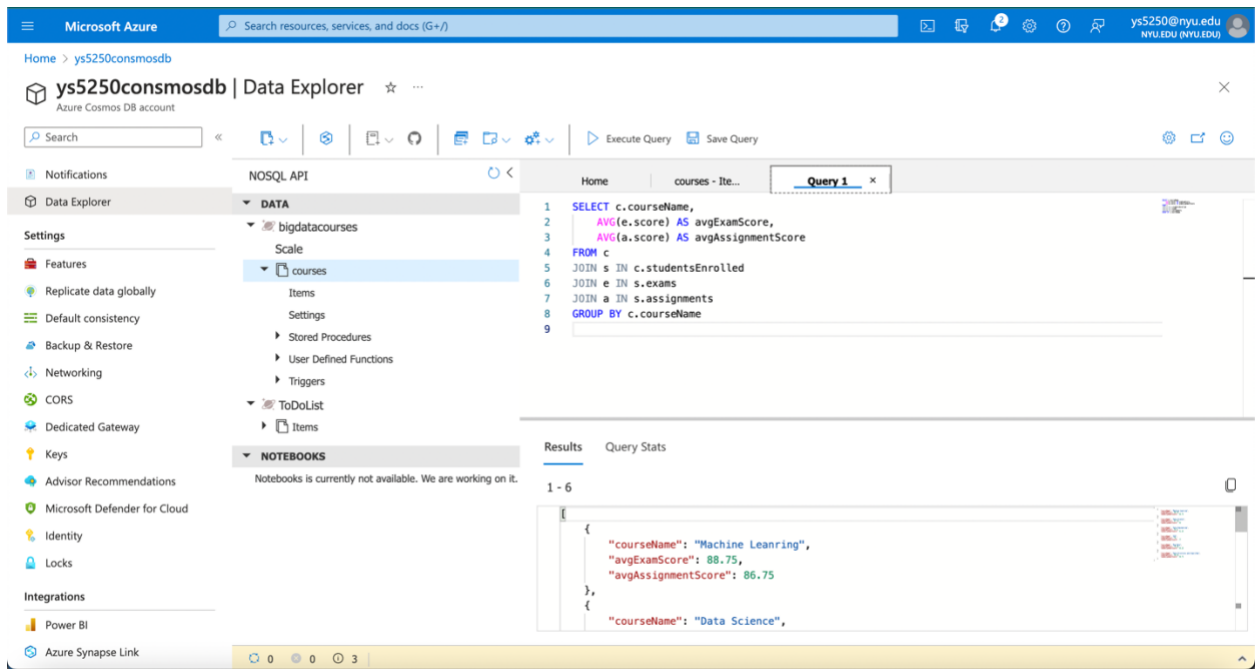 Microsoft Azure
Search resources, services, and docs (G+/)
2
ys5250@nyu.edu
NYU.EDU (NYU.EDU)
Home > ys5250consmosdb
ys5250consmosdb | Data Explorer
Azure Cosmos DB account
Search
Execute Query
Save Query
Notifications
Data Explorer
Settings
Features
Replicate data globally
Default consistency
Backup & Restore
Networking
CORS
Dedicated Gateway
Keys
Advisor Recommendations
Microsoft Defender for Cloud
Identity
Locks
Integrations
Power BI
Azure Synapse Link
NOSQL API
DATA
bigdatacourses
Scale
courses
Items
Settings
Stored Procedures
User Defined Functions
Triggers
ToDoList
Items
NOTEBOOKS
Notebooks is currently not available. We are working on it.
Home
courses - Ite...
Query 1
1 SELECT c.courseName,
2 AVG(e.score) AS avgExamScore,
3 AVG(a.score) AS avgAssignmentScore
4 FROM c
5 JOIN s IN c.studentsEnrolled
6 JOIN e IN s.exams
7 JOIN a IN s.assignments
8 GROUP BY c.courseName
9
Results
Query Stats
1 - 6
[
{
"courseName": "Machine Leanring",
"avgExamScore": 88.75,
"avgAssignmentScore": 86.75
},
{
"courseName": "Data Science",
0 0 3